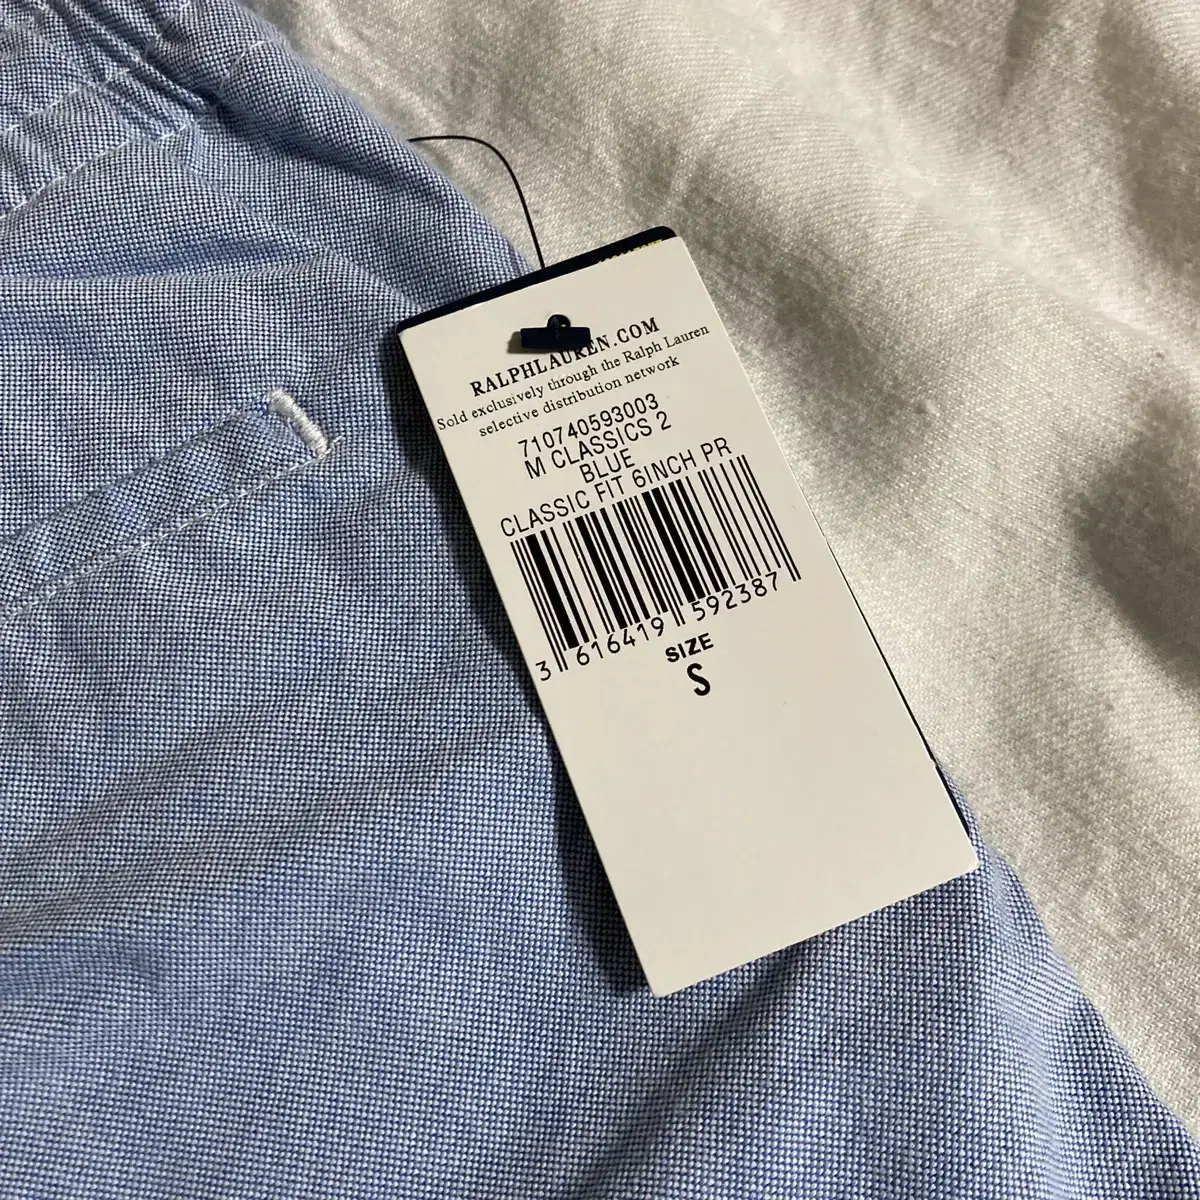 RALPHLAUREN.COM
Sold exclusively through the Ralph Lauren
selective distribution network
710740593003
M CLASSICS 2
BLUE
CLASSIC FIT 6INCH PR
3 616419 592387
SIZE
S